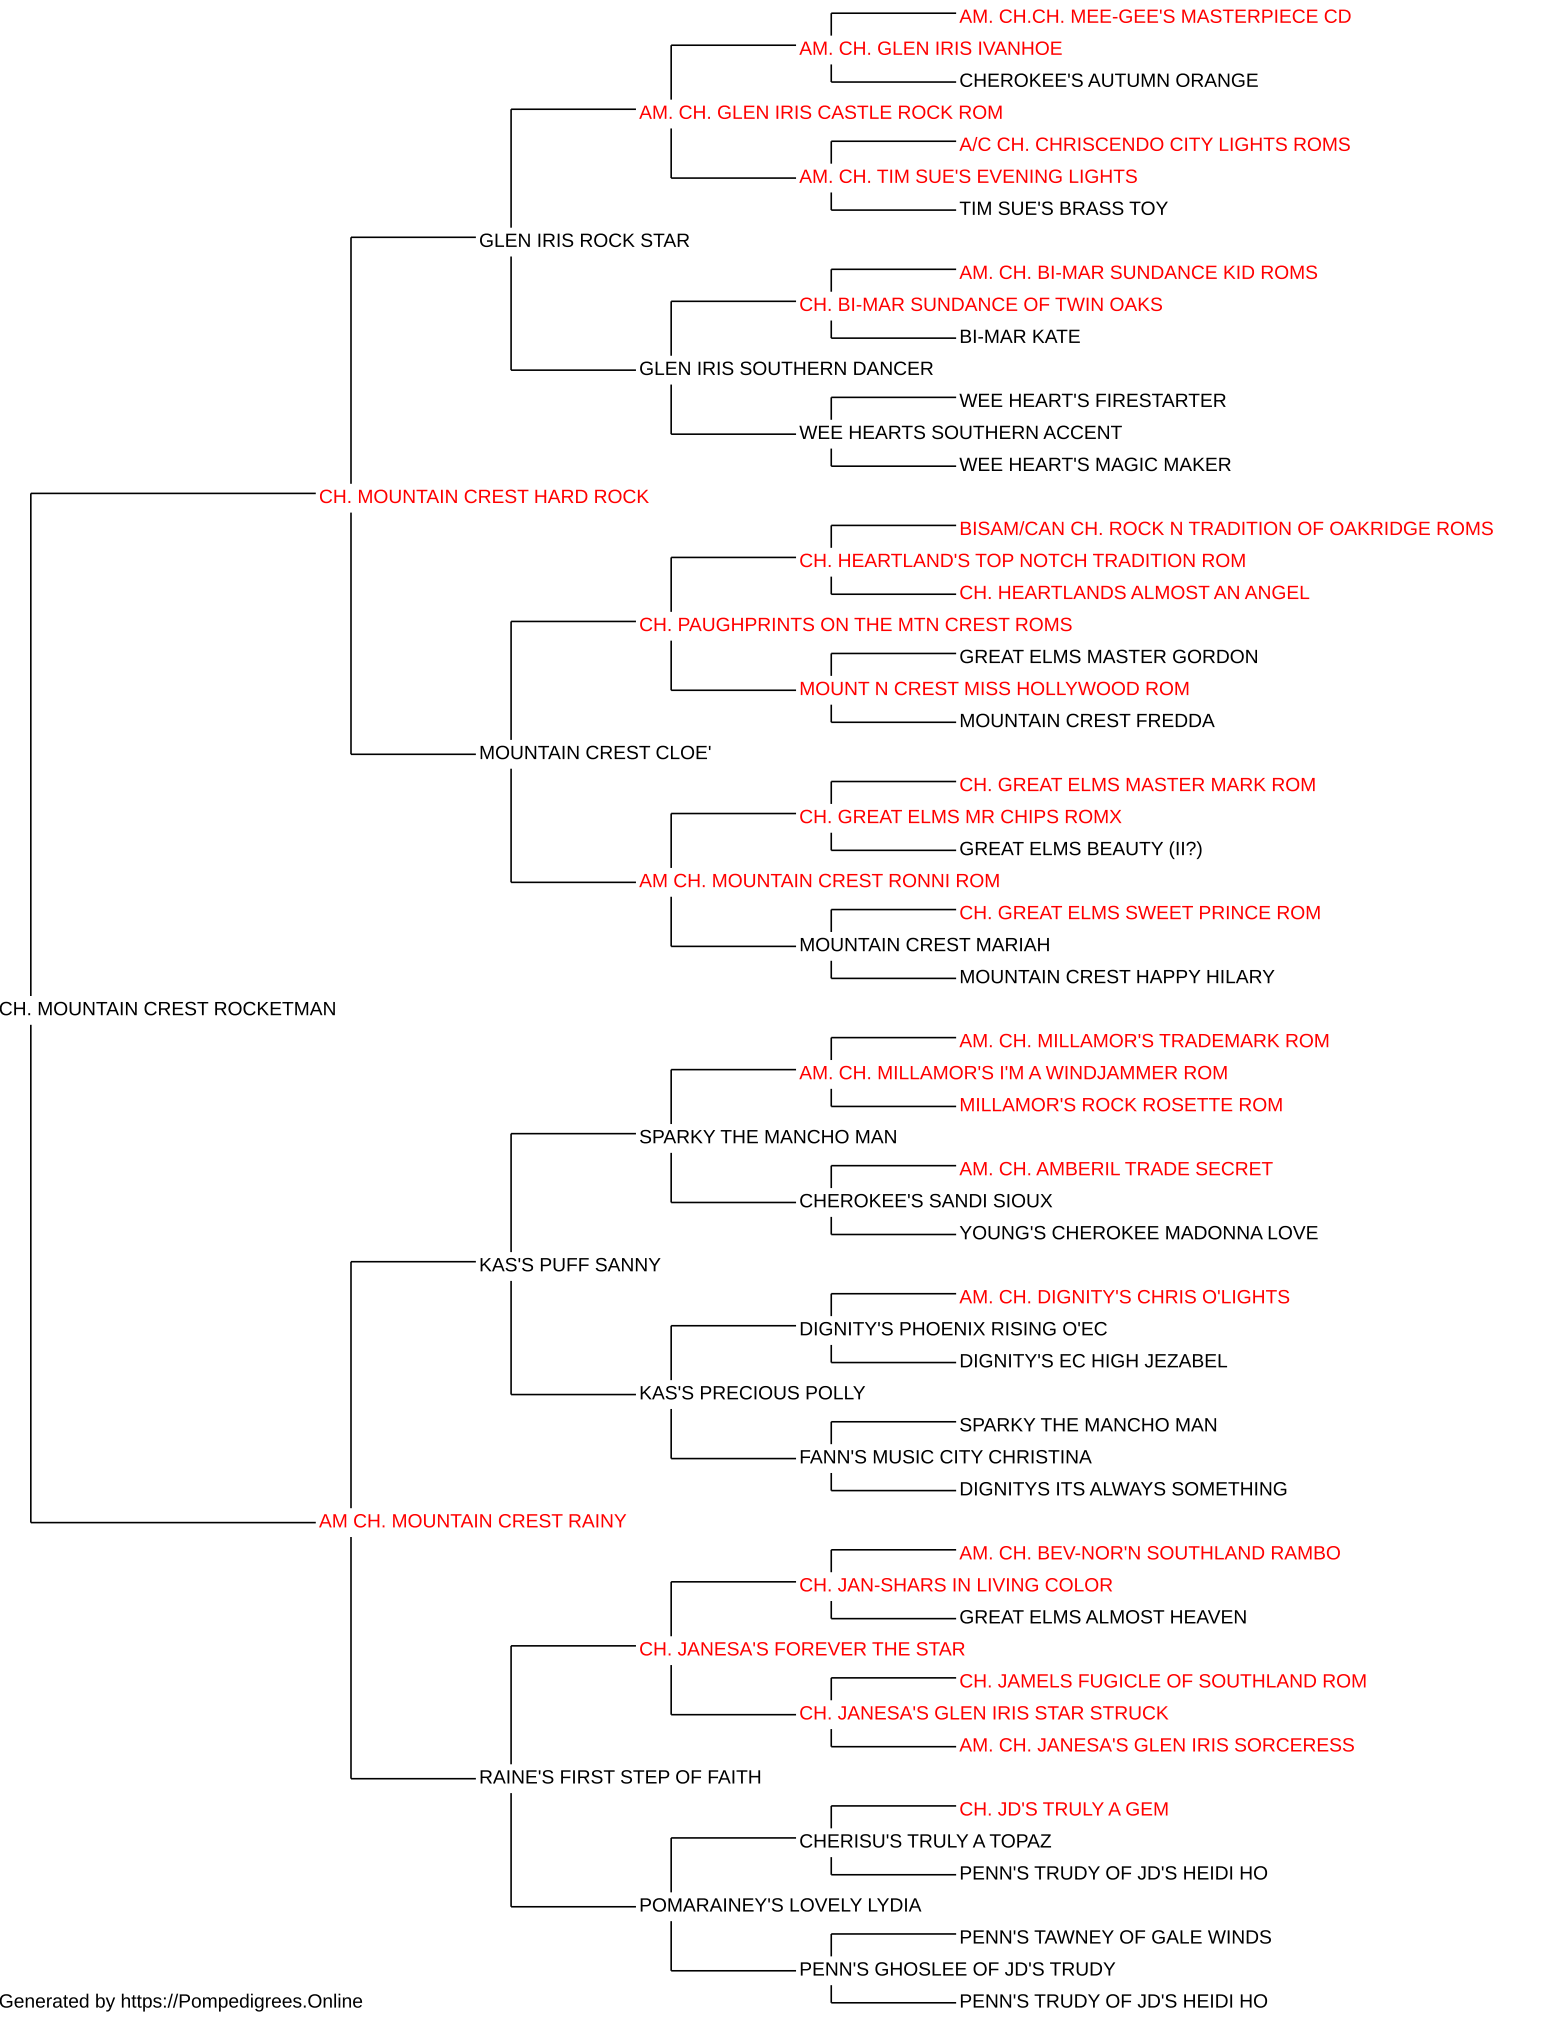 AM. CH.CH. MEE-GEE'S MASTERPIECE CD
AM. CH. GLEN IRIS IVANHOE
CHEROKEE'S AUTUMN ORANGE
AM. CH. GLEN IRIS CASTLE ROCK ROM
A/C CH. CHRISCENDO CITY LIGHTS ROMS
AM. CH. TIM SUE'S EVENING LIGHTS
TIM SUE'S BRASS TOY
GLEN IRIS ROCK STAR
AM. CH. BI-MAR SUNDANCE KID ROMS
CH. BI-MAR SUNDANCE OF TWIN OAKS
BI-MAR KATE
GLEN IRIS SOUTHERN DANCER
WEE HEART'S FIRESTARTER
WEE HEARTS SOUTHERN ACCENT
WEE HEART'S MAGIC MAKER
CH. MOUNTAIN CREST HARD ROCK
BISAM/CAN CH. ROCK N TRADITION OF OAKRIDGE ROMS
CH. HEARTLAND'S TOP NOTCH TRADITION ROM
CH. HEARTLANDS ALMOST AN ANGEL
CH. PAUGHPRINTS ON THE MTN CREST ROMS
GREAT ELMS MASTER GORDON
MOUNT N CREST MISS HOLLYWOOD ROM
MOUNTAIN CREST FREDDA
MOUNTAIN CREST CLOE'
CH. GREAT ELMS MASTER MARK ROM
CH. GREAT ELMS MR CHIPS ROMX
GREAT ELMS BEAUTY (II?)
AM CH. MOUNTAIN CREST RONNI ROM
CH. GREAT ELMS SWEET PRINCE ROM
MOUNTAIN CREST MARIAH
MOUNTAIN CREST HAPPY HILARY
CH. MOUNTAIN CREST ROCKETMAN
AM. CH. MILLAMOR'S TRADEMARK ROM
AM. CH. MILLAMOR'S I'M A WINDJAMMER ROM
MILLAMOR'S ROCK ROSETTE ROM
SPARKY THE MANCHO MAN
AM. CH. AMBERIL TRADE SECRET
CHEROKEE'S SANDI SIOUX
YOUNG'S CHEROKEE MADONNA LOVE
KAS'S PUFF SANNY
AM. CH. DIGNITY'S CHRIS O'LIGHTS
DIGNITY'S PHOENIX RISING O'EC
DIGNITY'S EC HIGH JEZABEL
KAS'S PRECIOUS POLLY
SPARKY THE MANCHO MAN
FANN'S MUSIC CITY CHRISTINA
DIGNITYS ITS ALWAYS SOMETHING
AM CH. MOUNTAIN CREST RAINY
AM. CH. BEV-NOR'N SOUTHLAND RAMBO
CH. JAN-SHARS IN LIVING COLOR
GREAT ELMS ALMOST HEAVEN
CH. JANESA'S FOREVER THE STAR
CH. JAMELS FUGICLE OF SOUTHLAND ROM
CH. JANESA'S GLEN IRIS STAR STRUCK
AM. CH. JANESA'S GLEN IRIS SORCERESS
RAINE'S FIRST STEP OF FAITH
CH. JD'S TRULY A GEM
CHERISU'S TRULY A TOPAZ
PENN'S TRUDY OF JD'S HEIDI HO
POMARAINEY'S LOVELY LYDIA
PENN'S TAWNEY OF GALE WINDS
PENN'S GHOSLEE OF JD'S TRUDY
PENN'S TRUDY OF JD'S HEIDI HO
Generated by https://Pompedigrees.Online